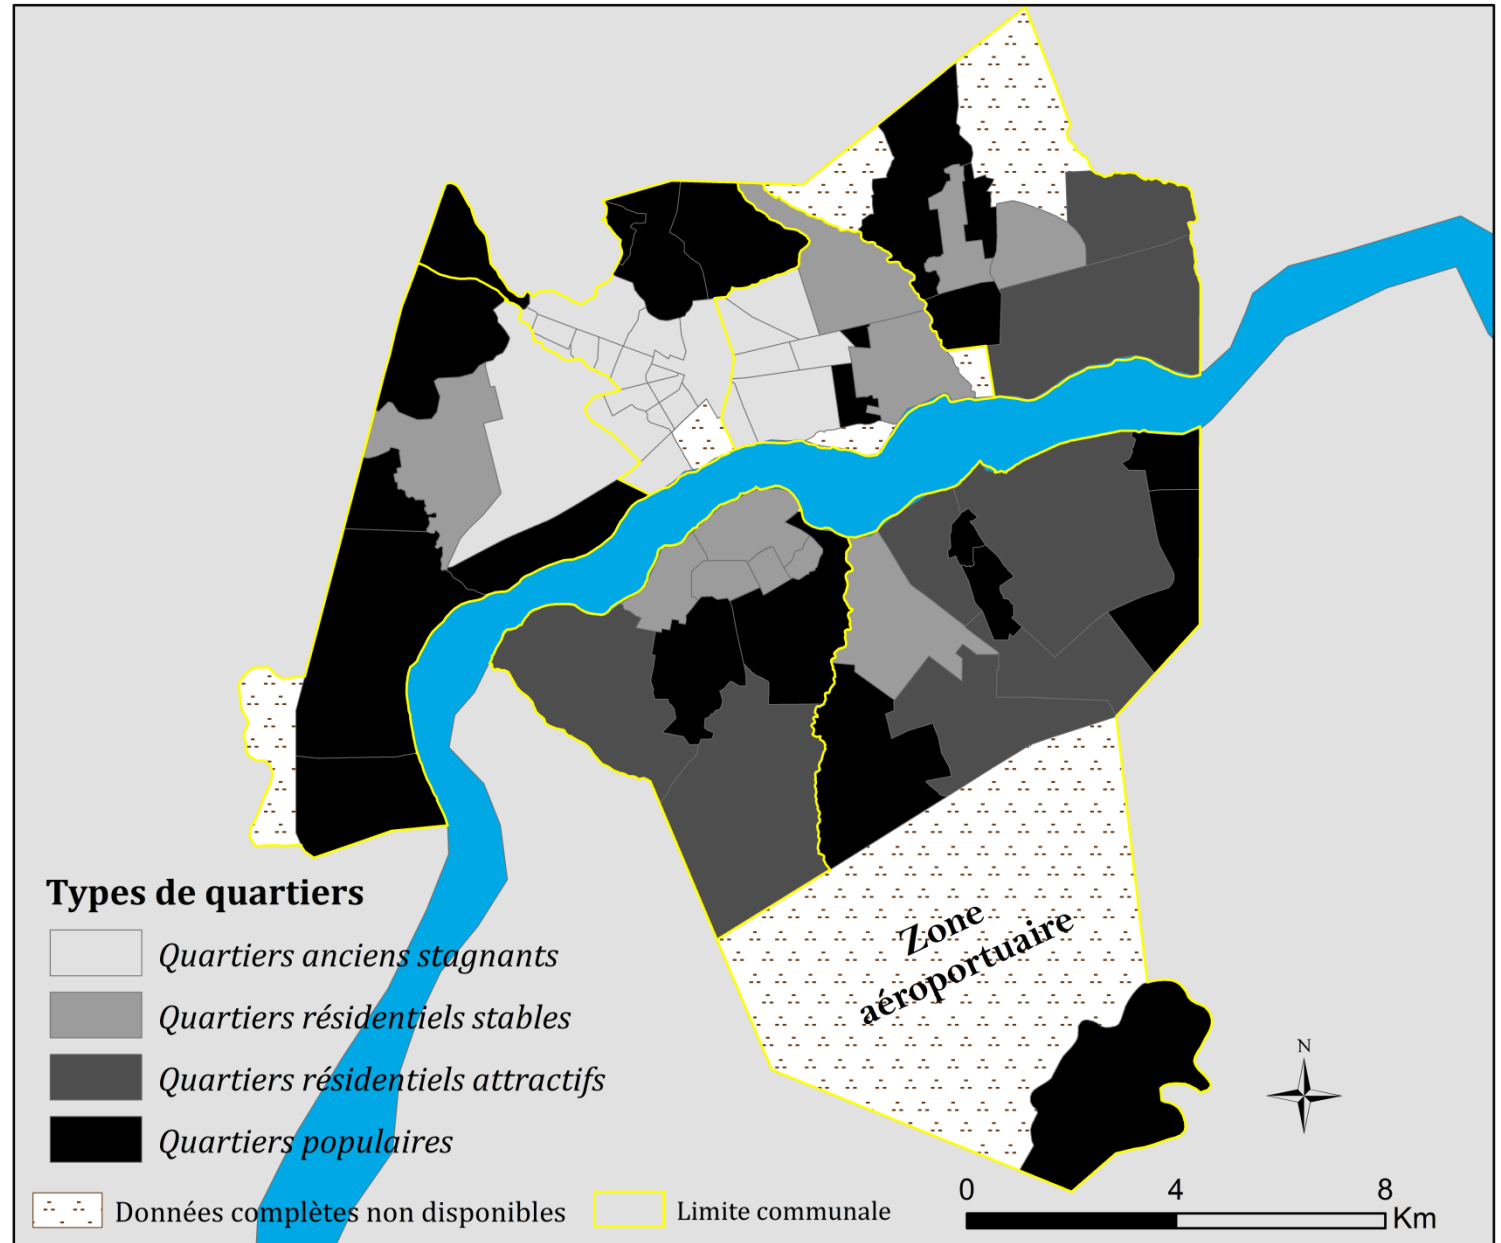 Zone
aéroportuaire
Types de quartiers
Quartiers anciens stagnants
Quartiers résidentiels stables
Quartiers résidentiels attractifs
Quartiers populaires
Données complètes non disponibles
Limite communale
N
0 4 8
Km